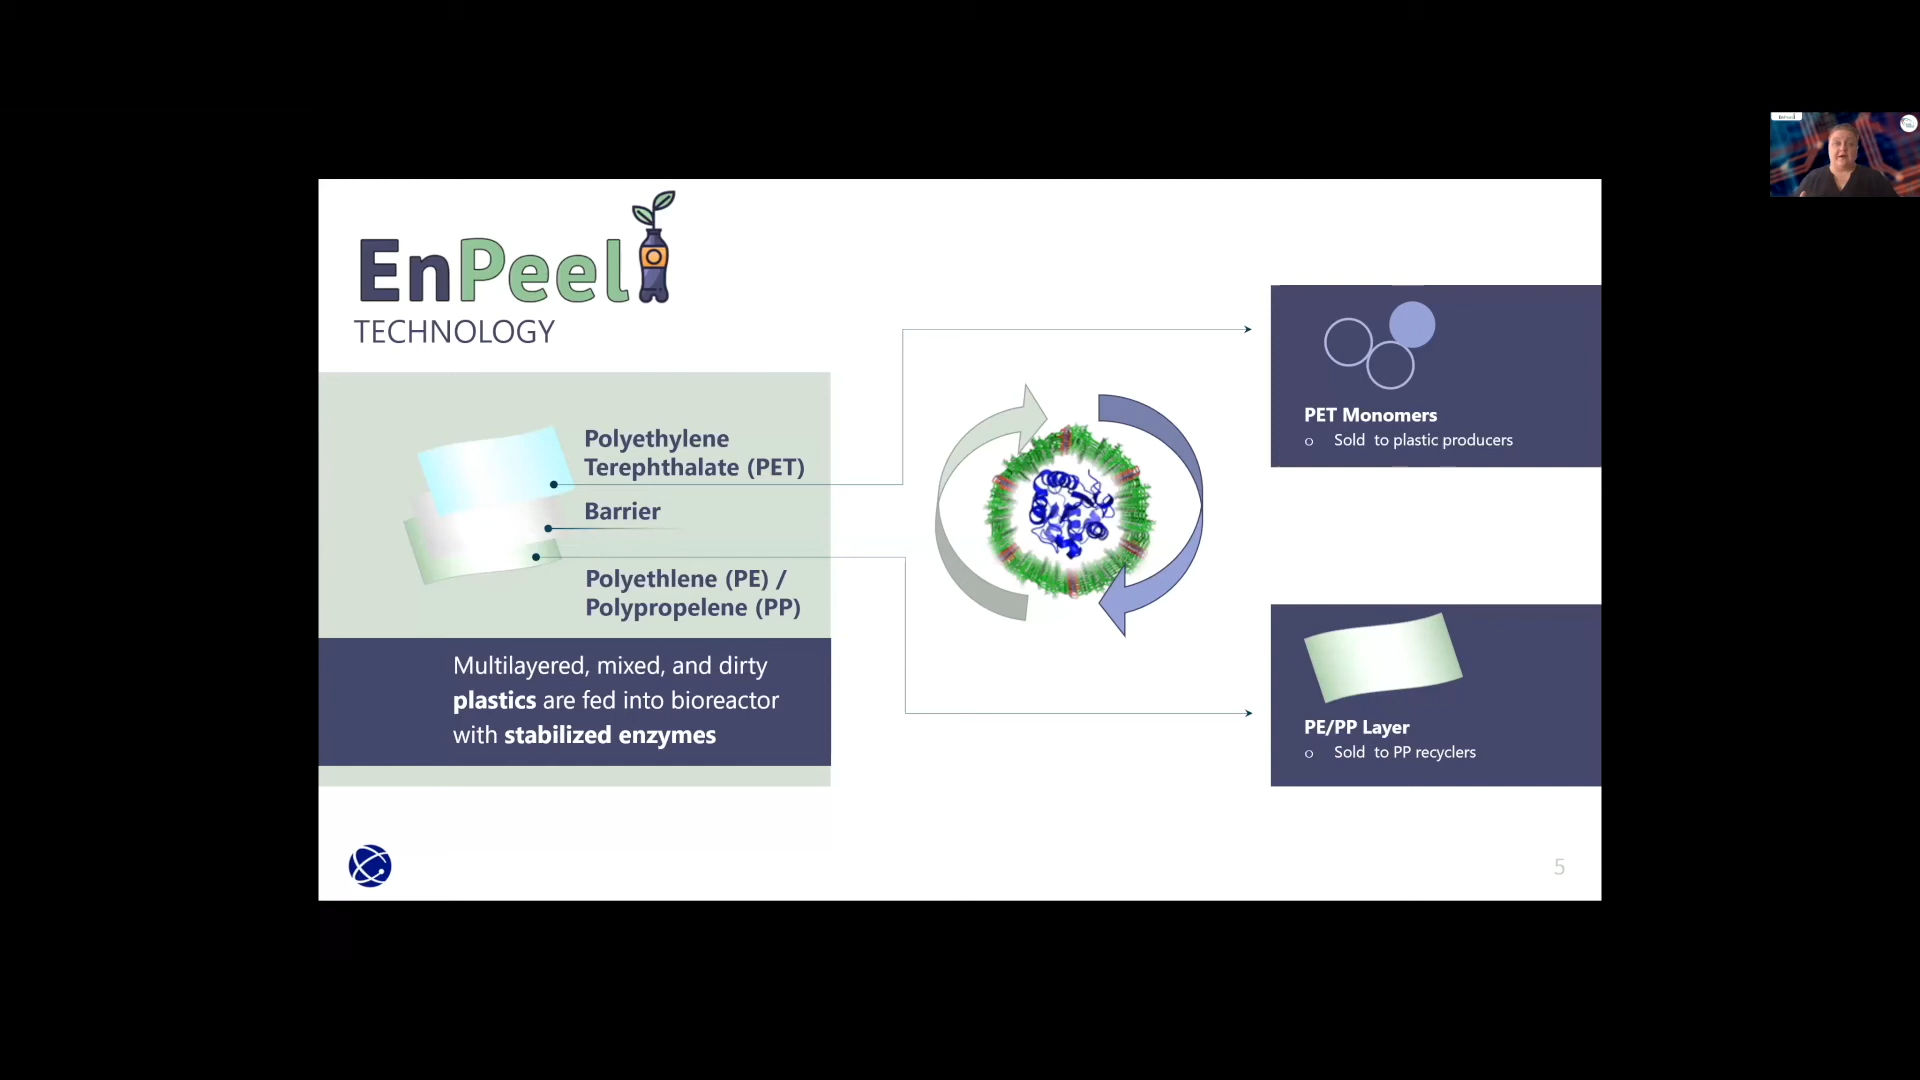 EnPeel
TECHNOLOGY
Polyethylene
Terephthalate (PET)
Barrier
Polyethlene (PE) /
Polypropelene (PP)
Multilayered, mixed, and dirty
plastics are fed into bioreactor
with stabilized enzymes
PET Monomers
o Sold to plastic producers
PE/PP Layer
o Sold to PP recyclers
5